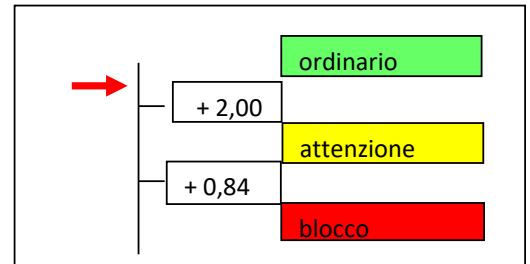 ordinario
+ 2,00
attenzione
+ 0,84
blocco